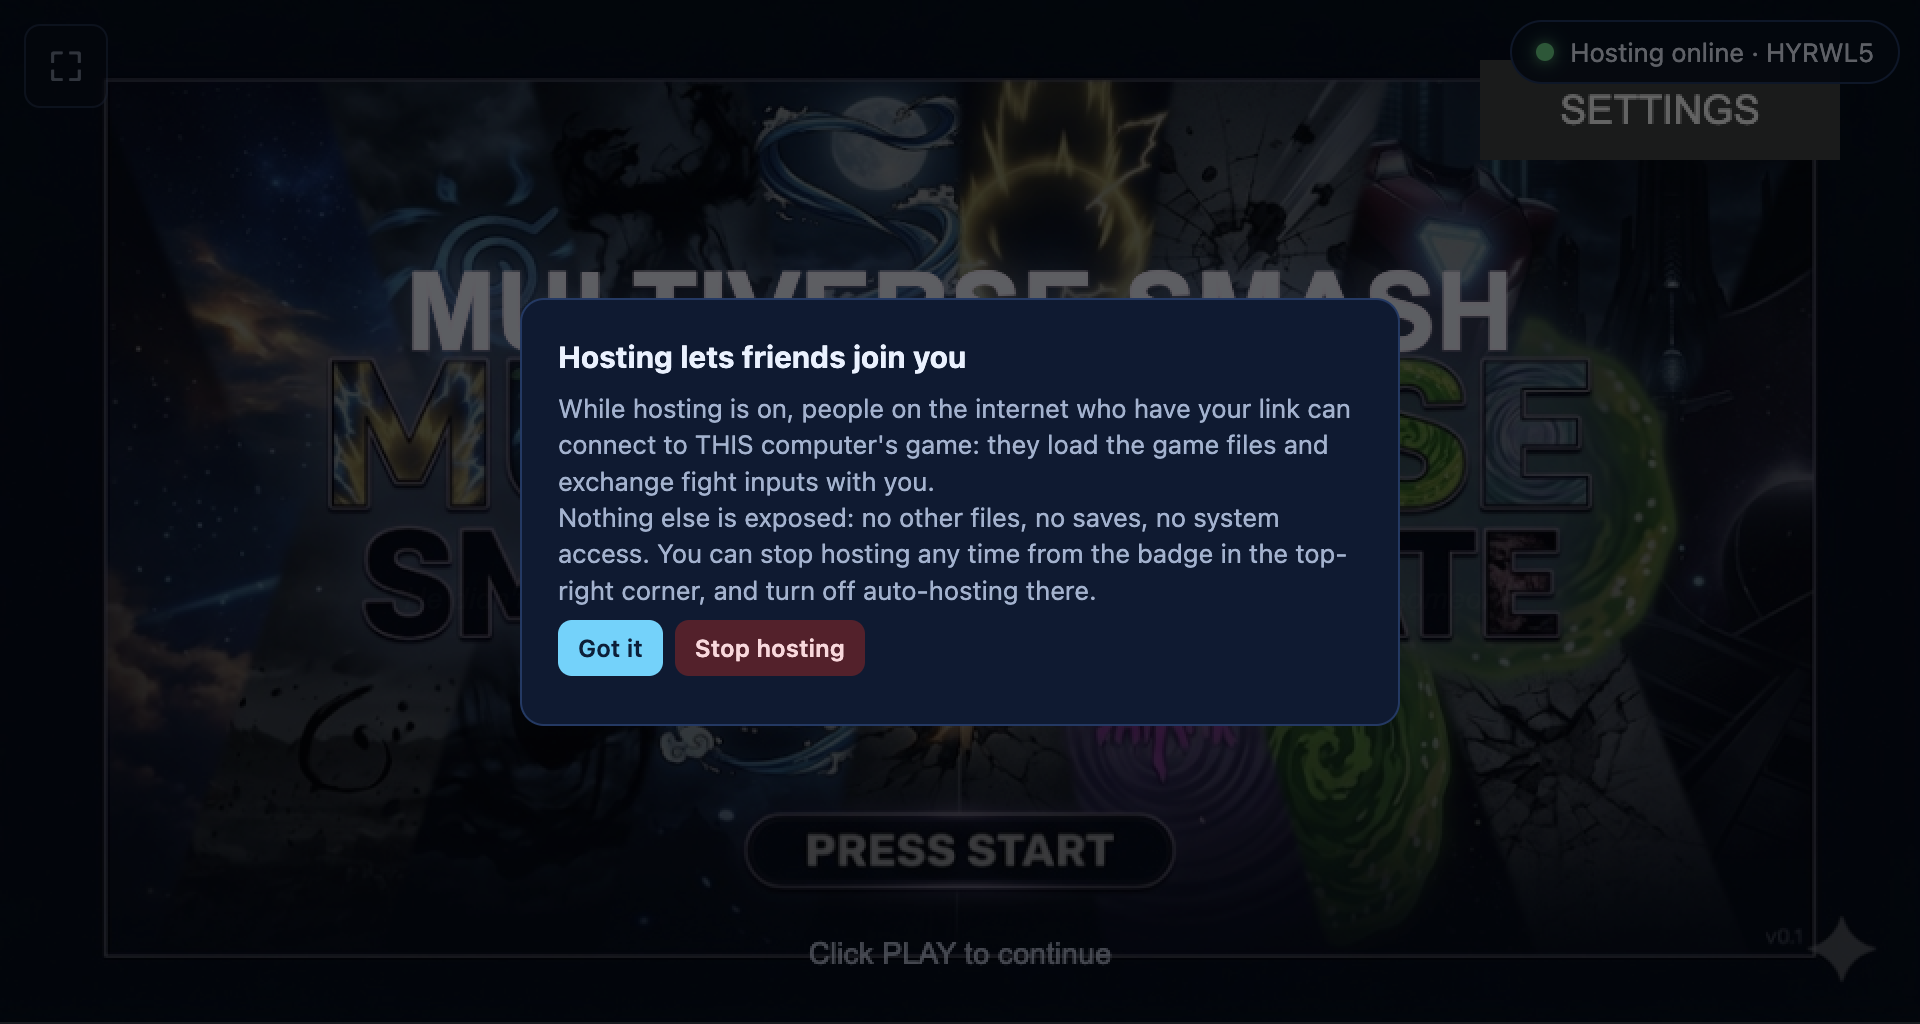 Hosting online · HYRWL5
SETTINGS
MULTIVERSE SMASH
Hosting lets friends join you
While hosting is on, people on the internet who have your link can
connect to THIS computer's game: they load the game files and
exchange fight inputs with you.
Nothing else is exposed: no other files, no saves, no system
access. You can stop hosting any time from the badge in the top-
right corner, and turn off auto-hosting there.
Got it
Stop hosting
PRESS START
Click PLAY to continue
v0.1